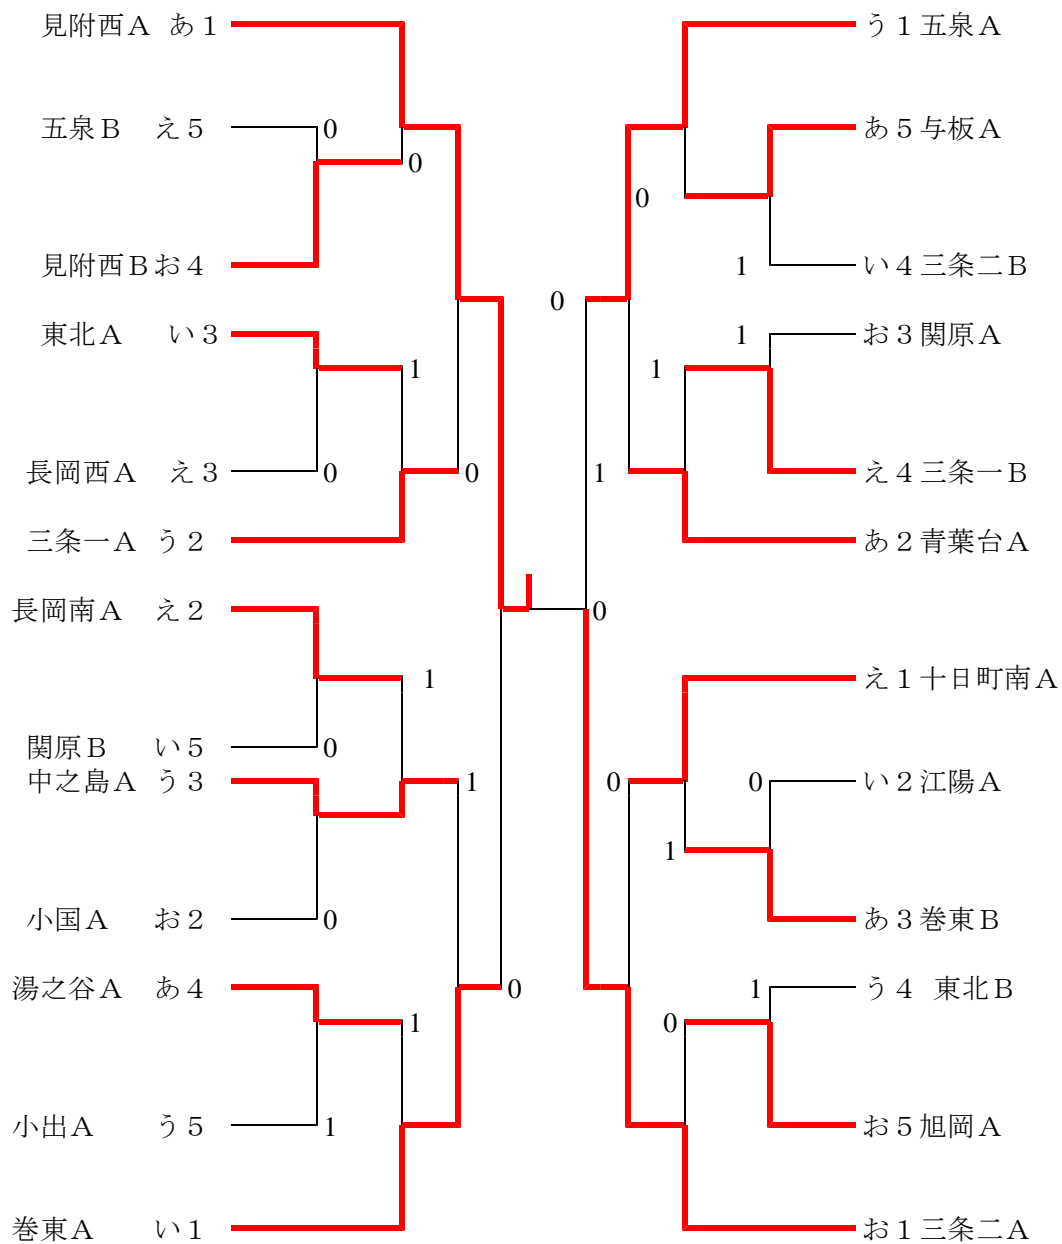 見附西Ａ あ１
五泉Ｂ え５
0
0
見附西Ｂお４
東北Ａ い３
1
長岡西Ａ え３
0
0
三条一Ａ う２
長岡南Ａ え２
1
関原Ｂ い５
0
中之島Ａ う３
1
小国Ａ お２
0
湯之谷Ａ あ４
0
1
小出Ａ う５
1
巻東Ａ い１
う１五泉Ａ
あ５与板Ａ
0
1
い４三条二Ｂ
0
1
お３関原Ａ
1
え４三条一Ｂ
1
あ２青葉台Ａ
0
え１十日町南Ａ
0
0
い２江陽Ａ
1
あ３巻東Ｂ
1
う４ 東北Ｂ
0
お５旭岡Ａ
お１三条二Ａ